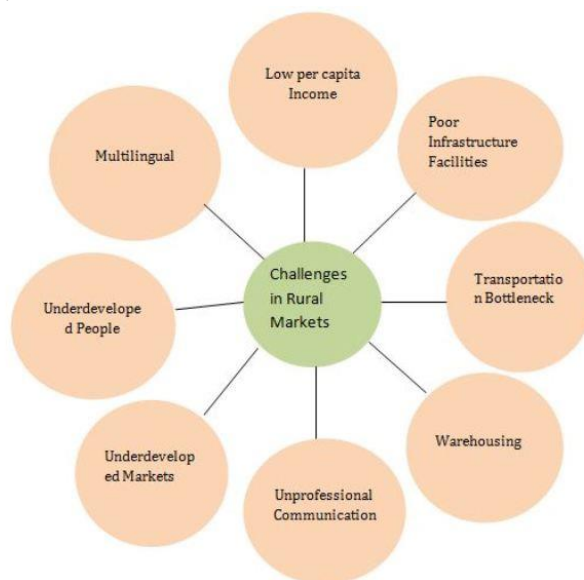 Low per capita
Income
Poor
Infrastructure
Facilities
Multilingual
Challenges
in Rural
Markets
Transportatio
n Bottleneck
Underdevelope
d People
Warehousing
Underdevelop
ed Markets
Unprofessional
Communication